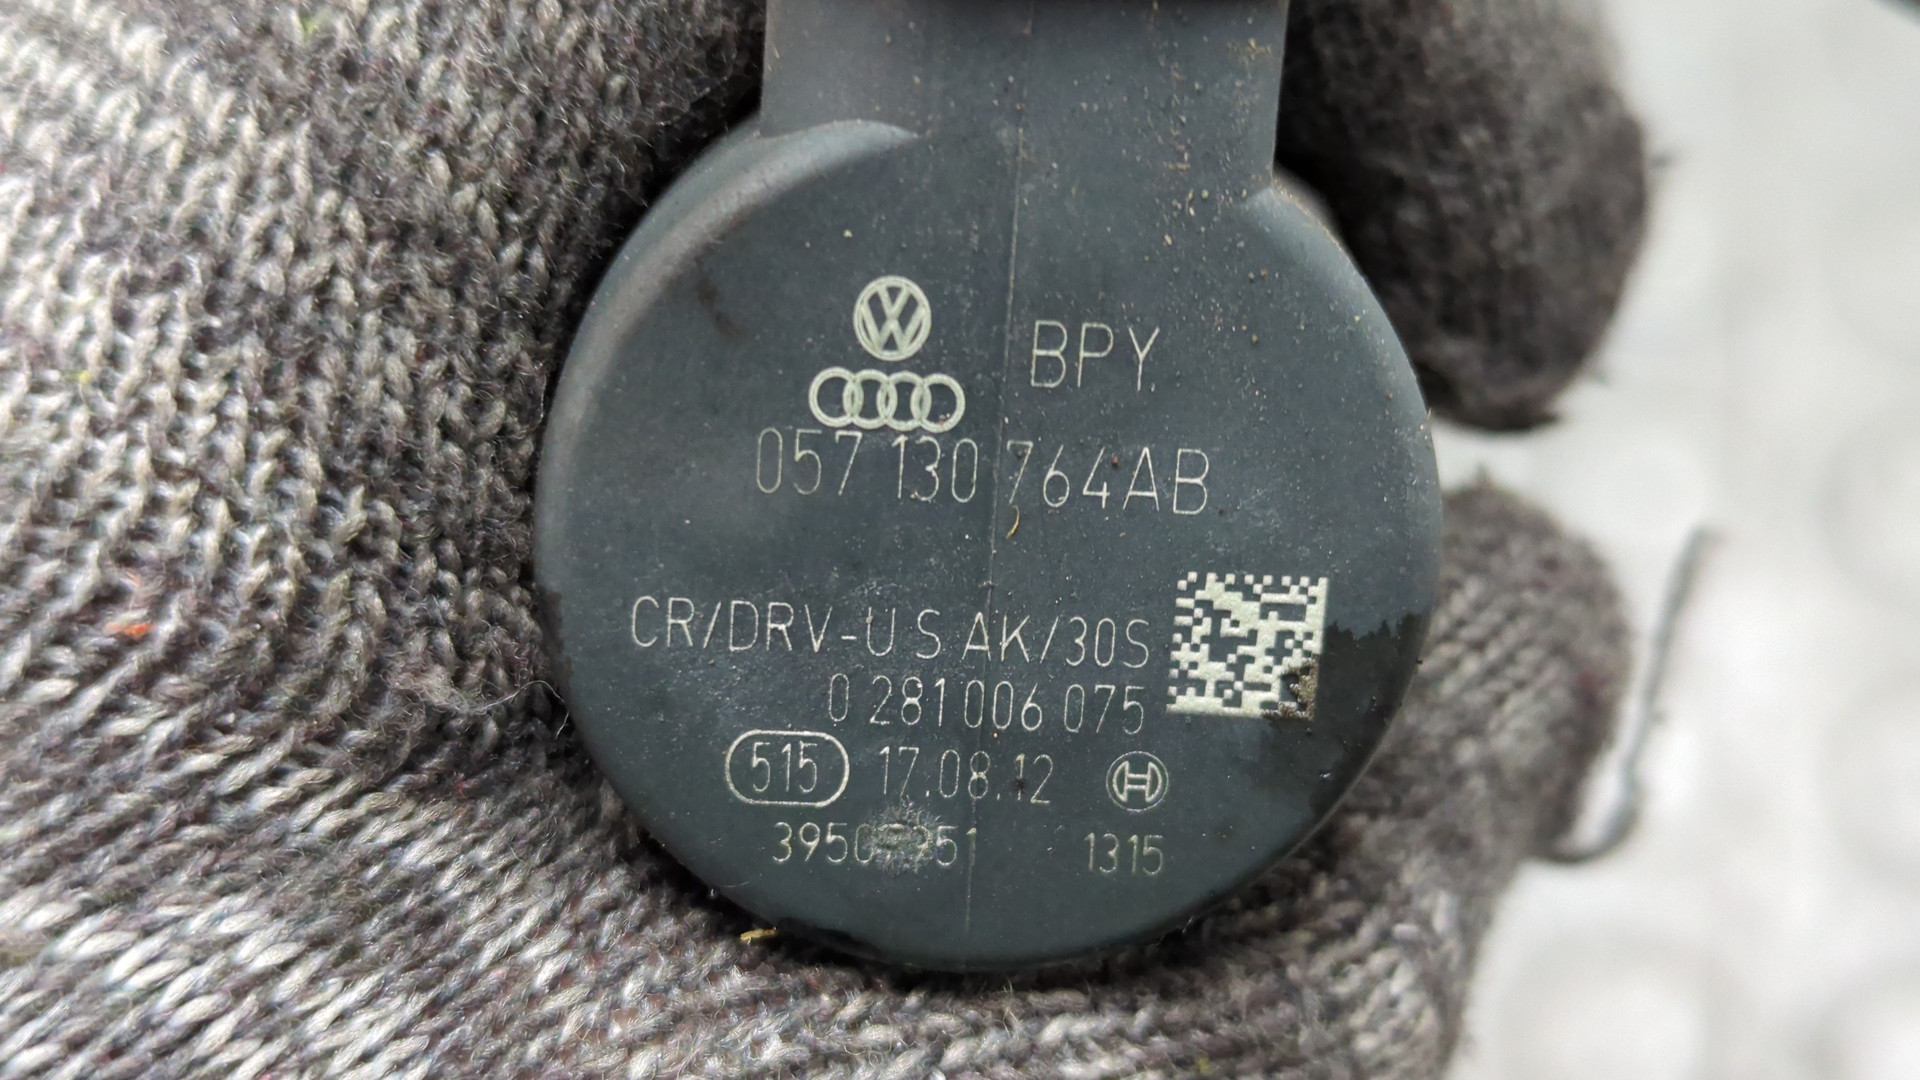 BPY
057 130 764AB
CR/DRV-U S AK/30S
0 281 006 075
515 17.08.12
1315